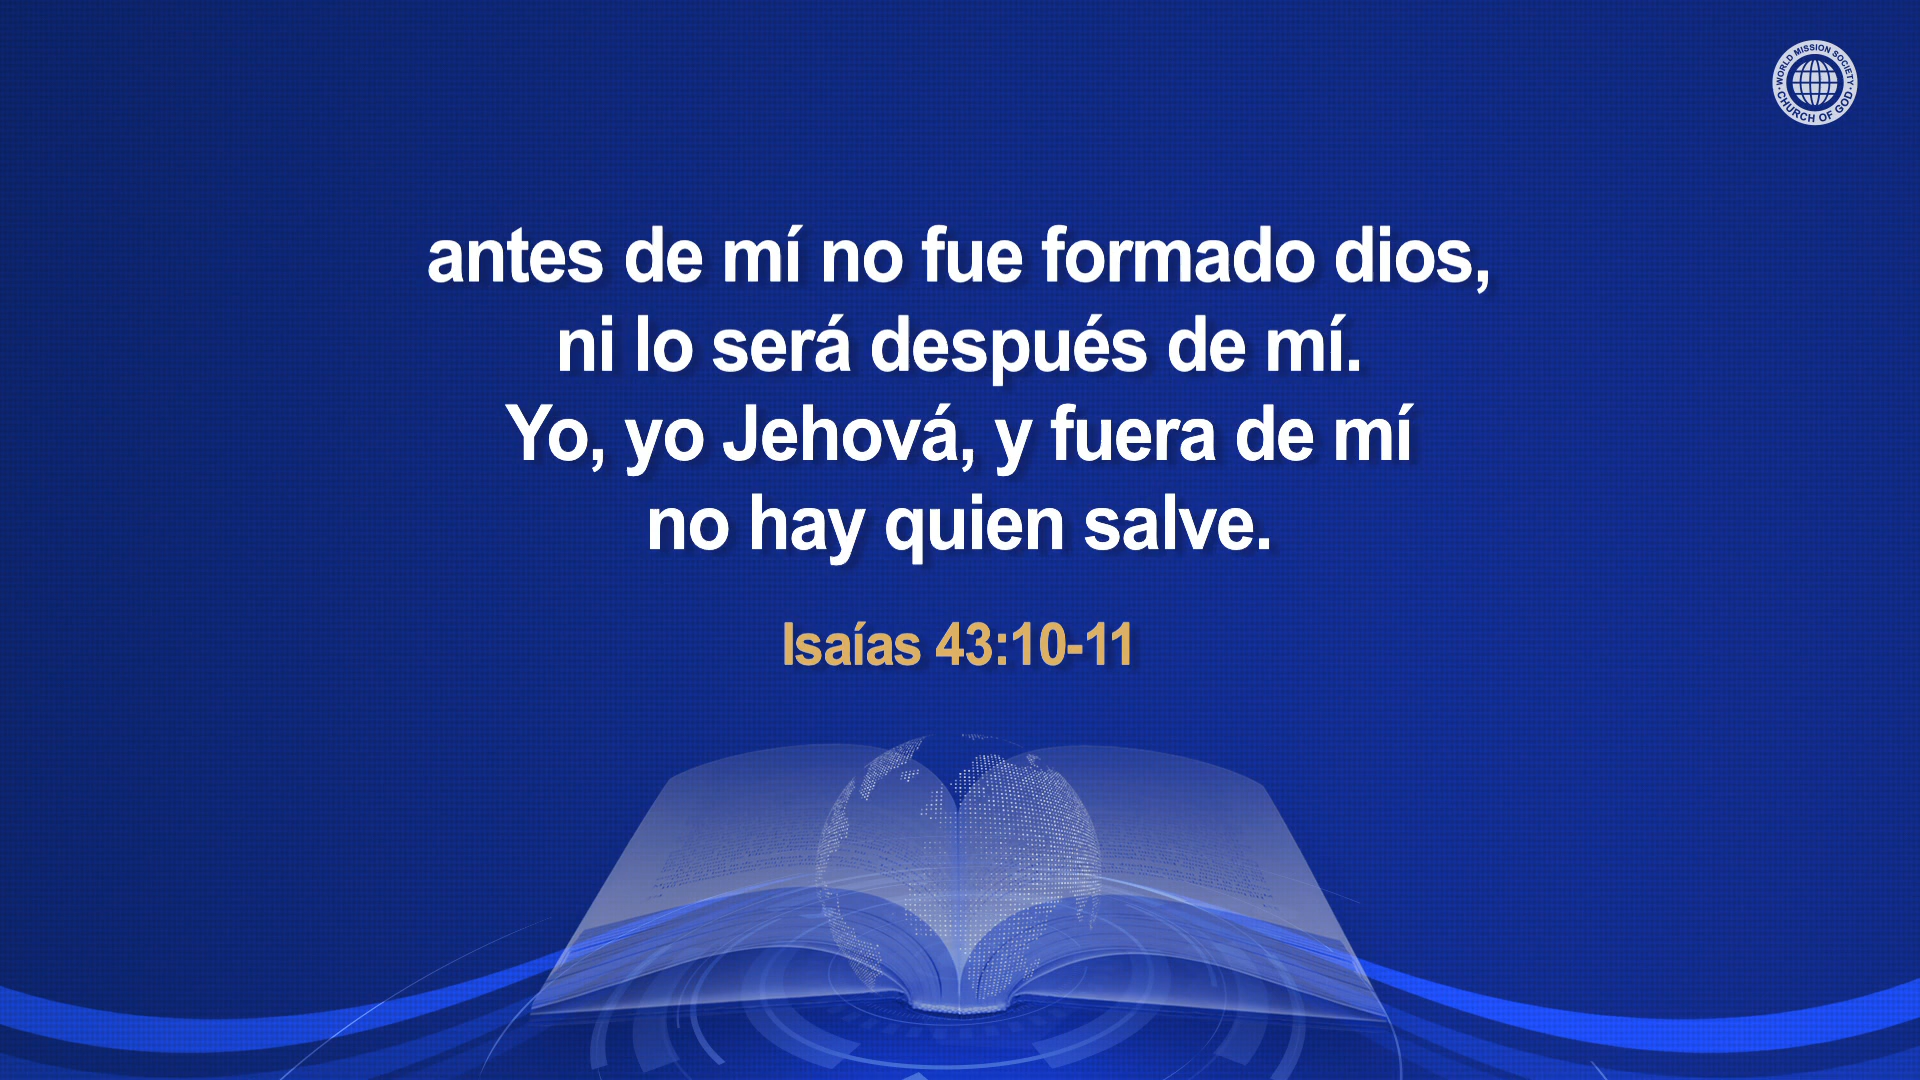 WORLD MISSION SOCIETY
CHURCH OF GOD
antes de mí no fue formado dios,
ni lo será después de mí.
Yo, yo Jehová, y fuera de mí
no hay quien salve.
Isaías 43:10-11